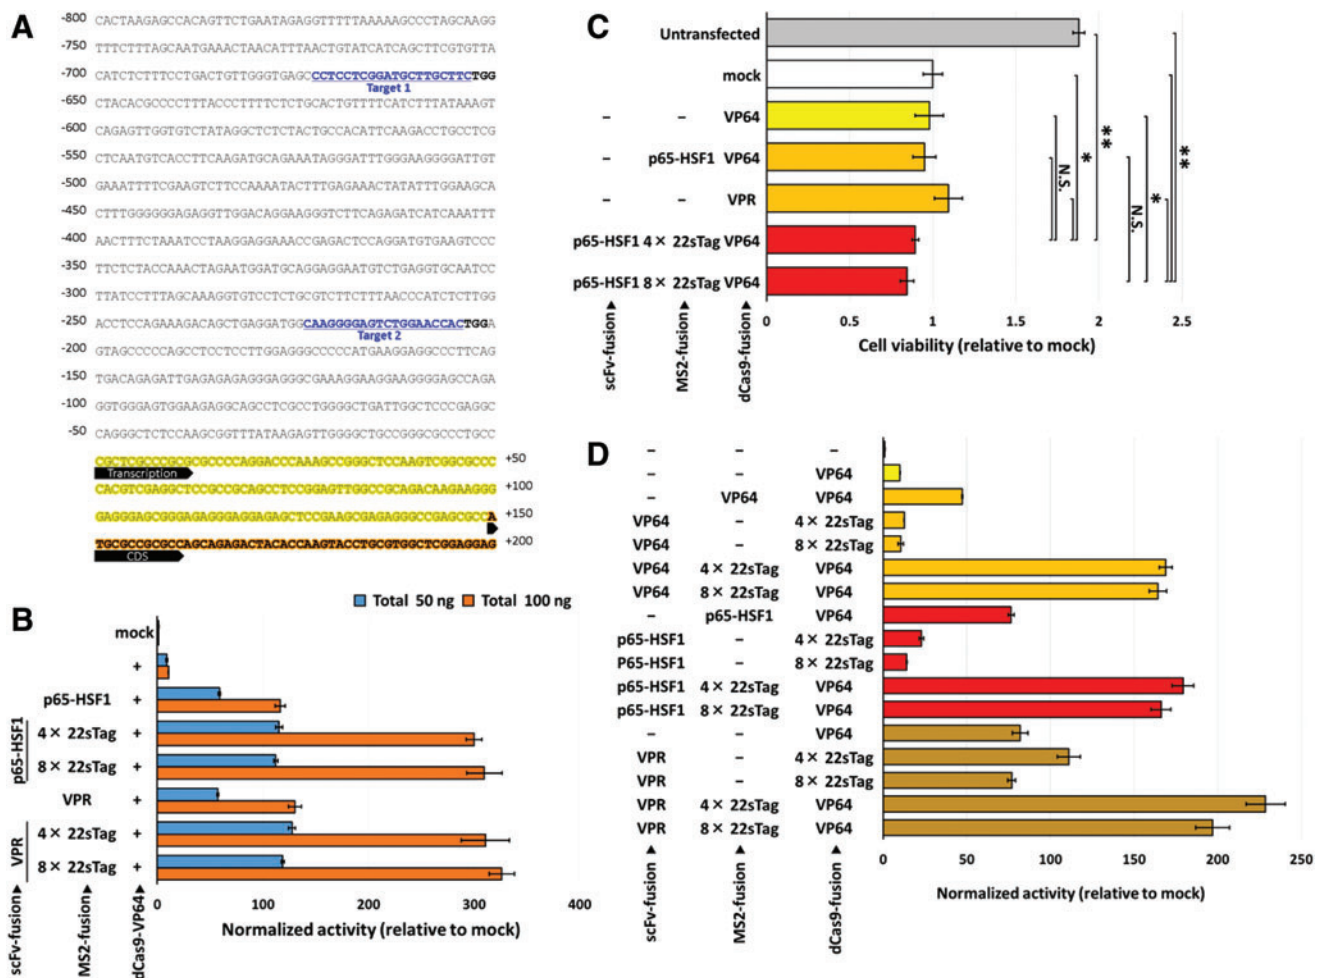 A
-800 CACTAAGAGCCACAGTTCTGAATAGAGGTTTTTAAAAAGCCCTAGCAAGG
-750 TTTCTTTAGCAATGAAACTAACATTTAACTGTATCATCAGCTTCGTGTTA
-700 CATCTCTTTCCTGACTGTTGGGTGAGCCCTCCTCGGATGCTTGCTTCTGG
Target 1
-650 CTACACGCCCCTTTACCCTTTTCTCTGCACTGTTTTCATCTTTATAAAGT
-600 CAGAGTTGGTGTCTATAGGCTCTCTACTGCCACATTCAAGACCTGCCTCG
-550 CTCAATGTCACCTTCAAGATGCAGAAATAGGGATTTGGGAAGGGGATTGT
-500 GAAATTTTCGAAGTCTTCCAAAATACTTTGAGAAACTATATTTGGAAGCA
-450 CTTTGGGGGGAGAGGTTGGACAGGAAGGGTCTTCAGAGATCATCAAATTT
-400 AACTTTCTAAATCCTAAGGAGGAAACCGAGACTCCAGGATGTGAAGTCCC
-350 TTCTCTACCAAACTAGAATGGATGCAGGAGGAATGTCTGAGGTGCAATCC
-300 TTATCCTTTAGCAAAGGTGTCCTCTGCGTCTTCTTTAACCCATCTCTTGG
-250 ACCTCCAGAAAGACAGCTGAGGATGGCAAGGGGAGTCTGGAACCACTGGA
Target 2
-200 GTAGCCCCCAGCCTCCTCCTTGGAGGGCCCCCATGAAGGAGGCCCTTCAG
-150 TGACAGAGATTGAGAGAGAGGGAGGGCGAAAGGAAGGAAGGGGAGCCAGA
-100 GGTGGGAGTGGAAGAGGCAGCCTCGCCTGGGGCTGATTGGCTCCCGAGGC
-50 CAGGGCTCTCCAAGCGGTTTATAAGAGTTGGGGCTGCCGGGCGCCCTGCC
CGCTCGCCCGCGCGCCCCAGGACCCAAAGCCGGGCTCCAAGTCGGCGCCC +50
Transcription
CACGTCGAGGCTCCGCCGCAGCCTCCGGAGTTGGCCGCAGACAAGAAGGG +100
GAGGGAGCGGGAGAGGGAGGAGAGCTCCGAAGCGAGAGGGCCGAGCGCCA +150
TGCGCCGCGCCAGCAGAGACTACACCAAGTACCTGCGTGGCTCGGAGGAG +200
CDS
B
Total 50 ng Total 100 ng
mock
+
p65-HSF1 +
p65-HSF1
4× 22sTag +
8× 22sTag +
VPR +
VPR
4× 22sTag +
8× 22sTag +
0 100 200 300 400
Normalized activity (relative to mock)
scFv-fusion▶
MS2-fusion▶
dCas9-VP64▶
C
Untransfected
mock
– – VP64
– p65-HSF1 VP64
– – VPR
p65-HSF1 4× 22sTag VP64
p65-HSF1 8× 22sTag VP64
N.S.
*
**
N.S.
*
**
0 0.5 1 1.5 2 2.5
Cell viability (relative to mock)
scFv-fusion▶
MS2-fusion▶
dCas9-fusion▶
D
– – –
– – VP64
– VP64 VP64
VP64 – 4× 22sTag
VP64 – 8× 22sTag
VP64 4× 22sTag VP64
VP64 8× 22sTag VP64
– p65-HSF1 VP64
p65-HSF1 – 4× 22sTag
P65-HSF1 – 8× 22sTag
p65-HSF1 4× 22sTag VP64
p65-HSF1 8× 22sTag VP64
– – VP64
VPR – 4× 22sTag
VPR – 8× 22sTag
VPR 4× 22sTag VP64
VPR 8× 22sTag VP64
0 50 100 150 200 250
Normalized activity (relative to mock)
scFv-fusion▶
MS2-fusion▶
dCas9-fusion▶